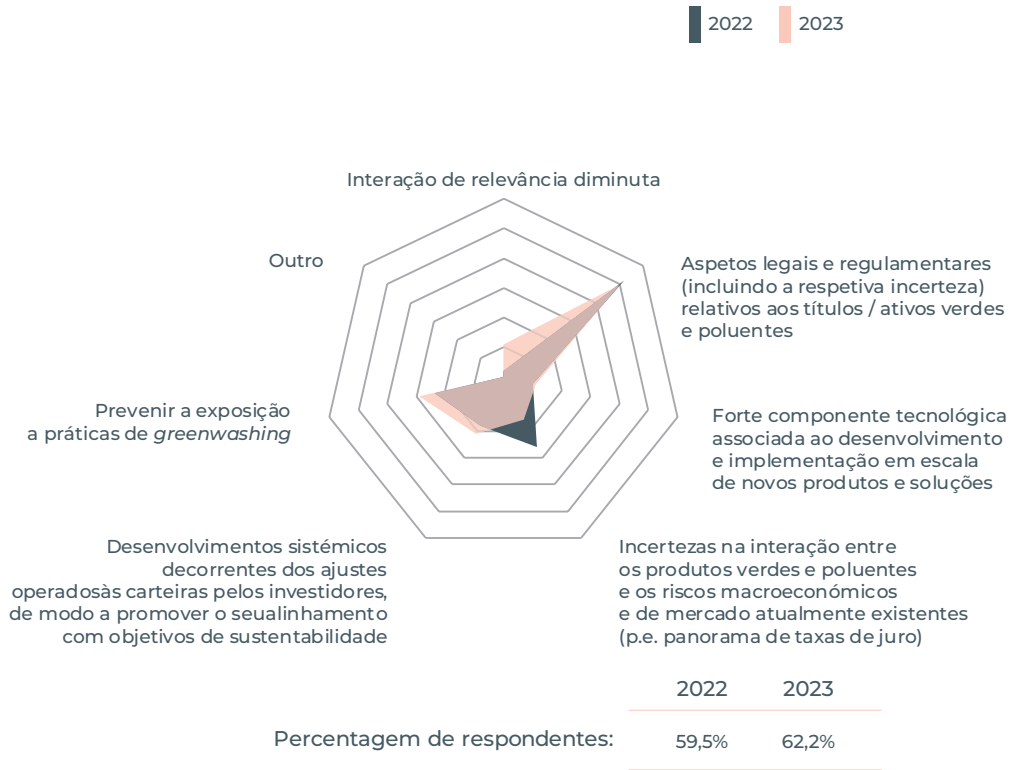 2022 2023
Interação de relevância diminuta
Outro
Aspetos legais e regulamentares
(incluindo a respetiva incerteza)
relativos aos títulos / ativos verdes
e poluentes
Prevenir a exposição
a práticas de greenwashing
Forte componente tecnológica
associada ao desenvolvimento
e implementação em escala
de novos produtos e soluções
Desenvolvimentos sistémicos
decorrentes dos ajustes
operadosàs carteiras pelos investidores,
de modo a promover o seualinhamento
com objetivos de sustentabilidade
Incertezas na interação entre
os produtos verdes e poluentes
e os riscos macroeconómicos
e de mercado atualmente existentes
(p.e. panorama de taxas de juro)
2022 2023
Percentagem de respondentes: 59,5% 62,2%